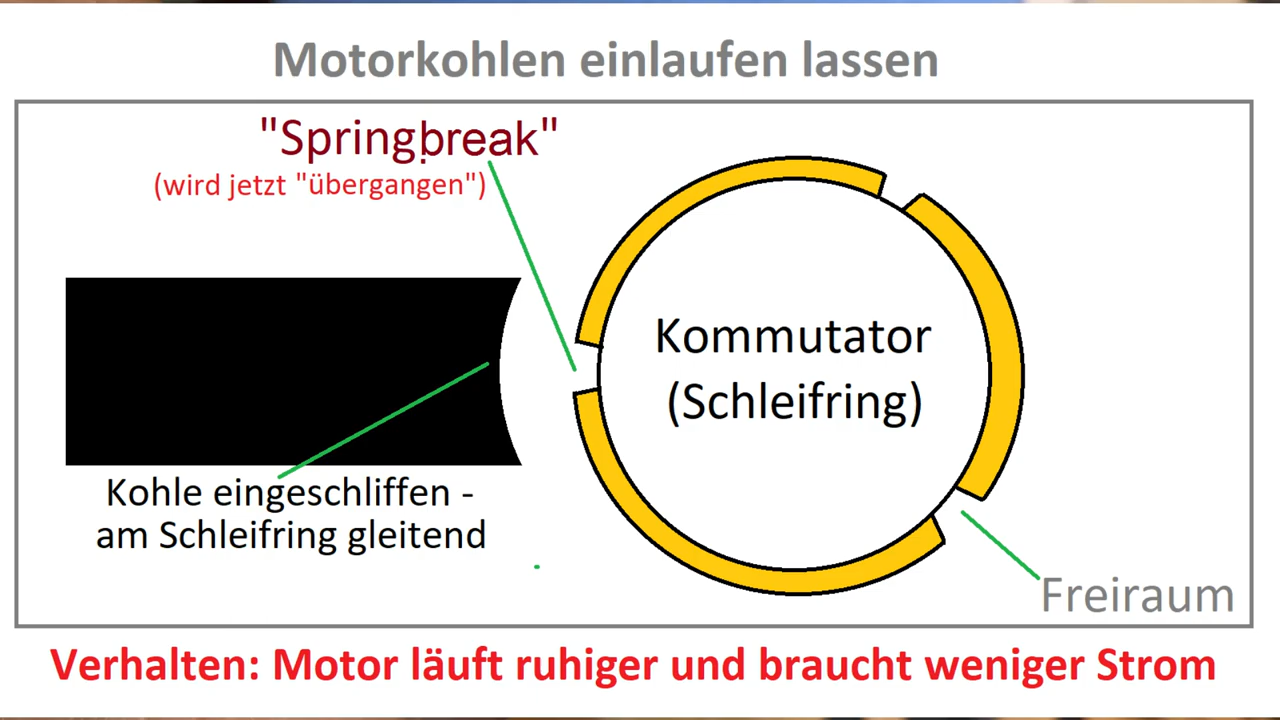 Motorkohlen einlaufen lassen
"Springbreak"
(wird jetzt "übergangen")
Kommutator
(Schleifring)
Kohle eingeschliffen -
am Schleifring gleitend
Freiraum
Verhalten: Motor läuft ruhiger und braucht weniger Strom